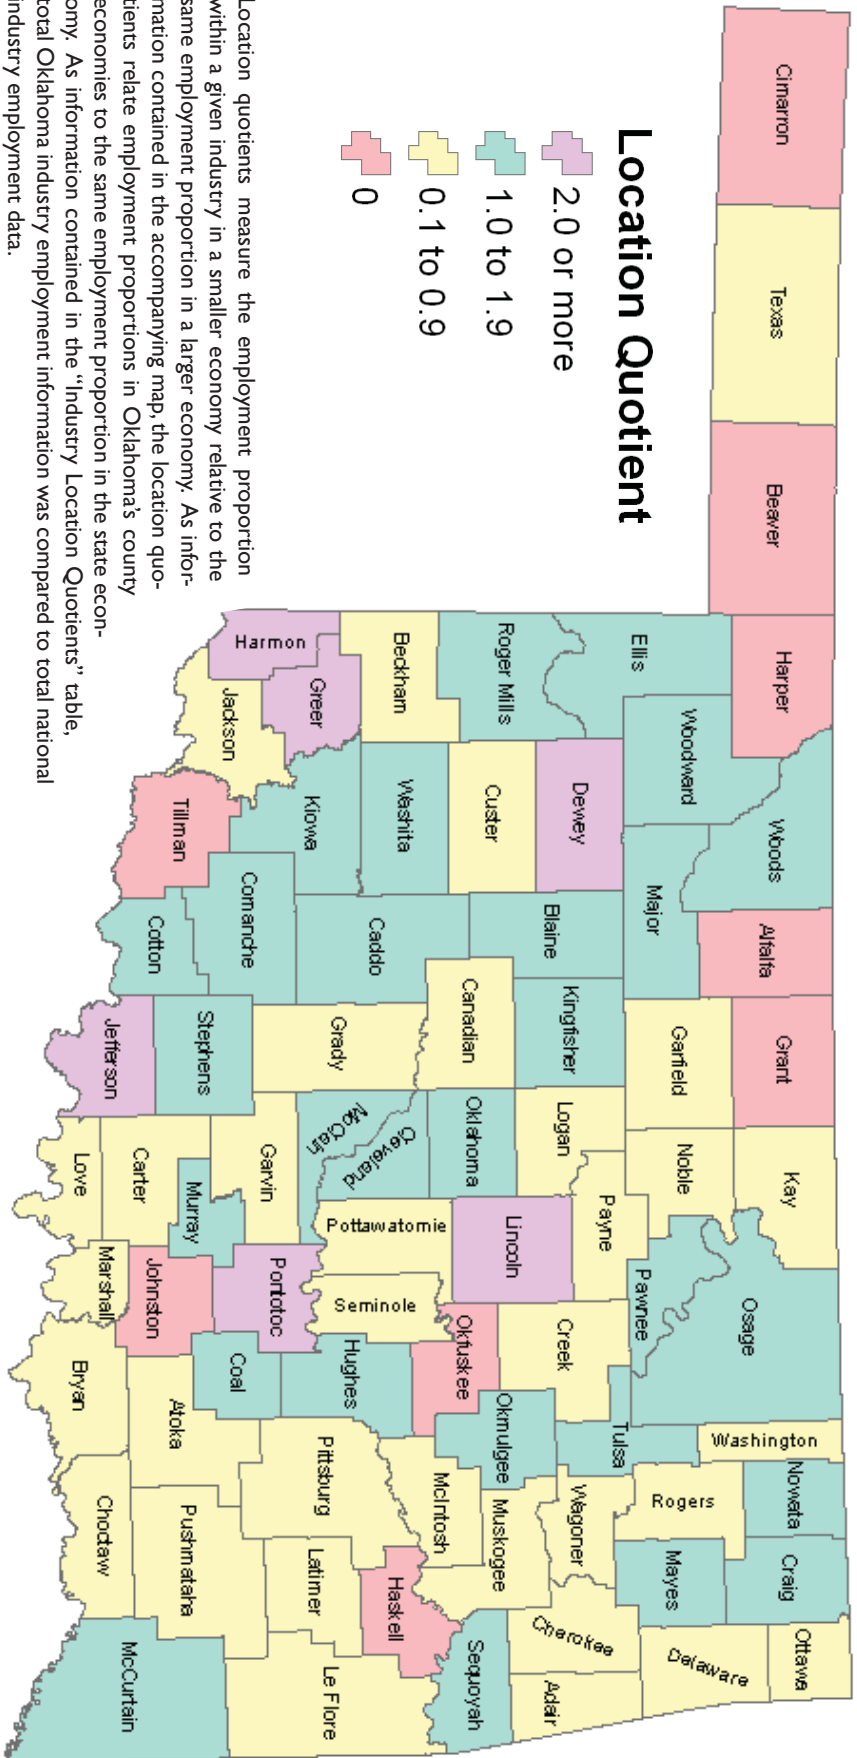 Cimarron
Texas
Beaver
Harper
Woods
Alfalfa
Grant
Kay
Osage
Washington
Nowata
Craig
Ottawa
Ellis
Woodward
Major
Garfield
Noble
Pawnee
Tulsa
Rogers
Mayes
Delaware
Roger Mills
Dewey
Blaine
Kingfisher
Logan
Payne
Lincoln
Creek
Okmulgee
Wagoner
Cherokee
Adair
Beckham
Custer
Washita
Caddo
Canadian
Oklahoma
Cleveland
McClain
Pottawatomie
Seminole
Okfuskee
Hughes
McIntosh
Muskogee
Haskell
Sequoyah
Harmon
Greer
Jackson
Kiowa
Tillman
Comanche
Cotton
Grady
Stephens
Jefferson
Garvin
Murray
Carter
Love
Pontotoc
Johnston
Marshall
Coal
Atoka
Bryan
Pittsburg
Latimer
Le Flore
Pushmataha
Choctaw
McCurtain
Location Quotient
2.0 or more
1.0 to 1.9
0.1 to 0.9
0
Location quotients measure the employment proportion
within a given industry in a smaller economy relative to the
same employment proportion in a larger economy. As infor-
mation contained in the accompanying map, the location quo-
tients relate employment proportions in Oklahoma's county
economies to the same employment proportion in the state econ-
omy. As information contained in the "Industry Location Quotients" table,
total Oklahoma industry employment information was compared to total national
industry employment data.